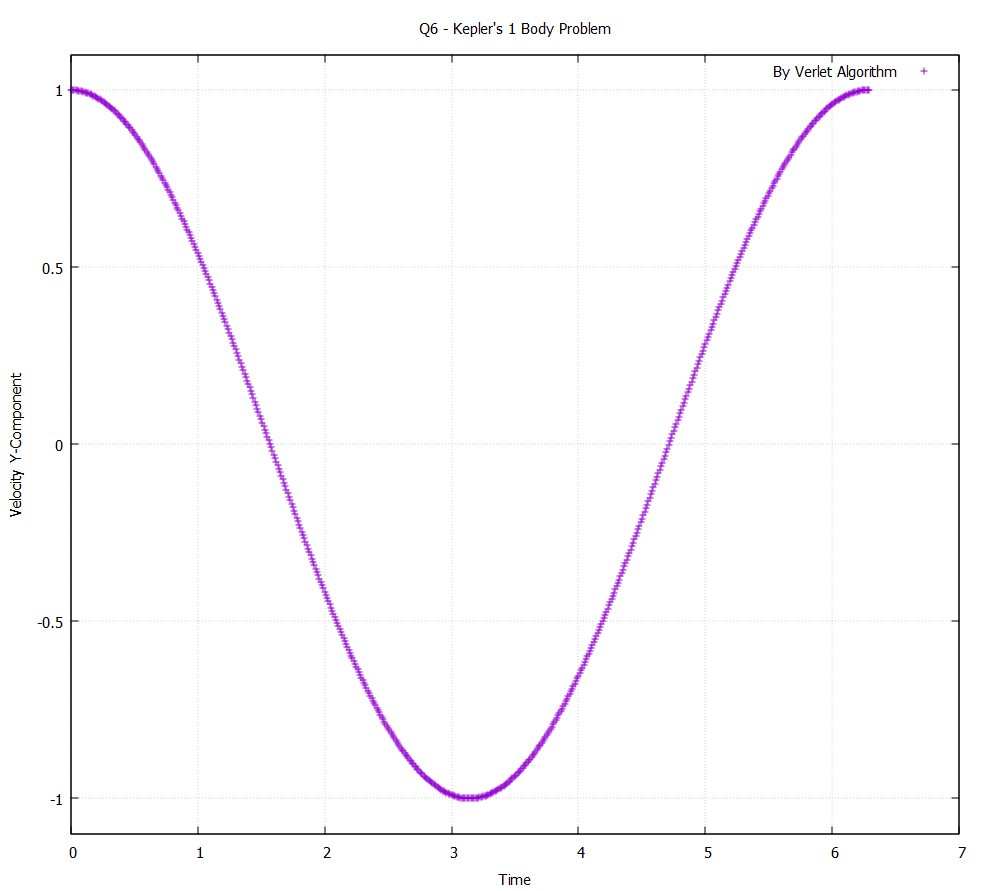 Q6 - Kepler's 1 Body Problem
By Verlet Algorithm
1
0.5
0
-0.5
-1
Velocity Y-Component
0 1 2 3 4 5 6 7
Time